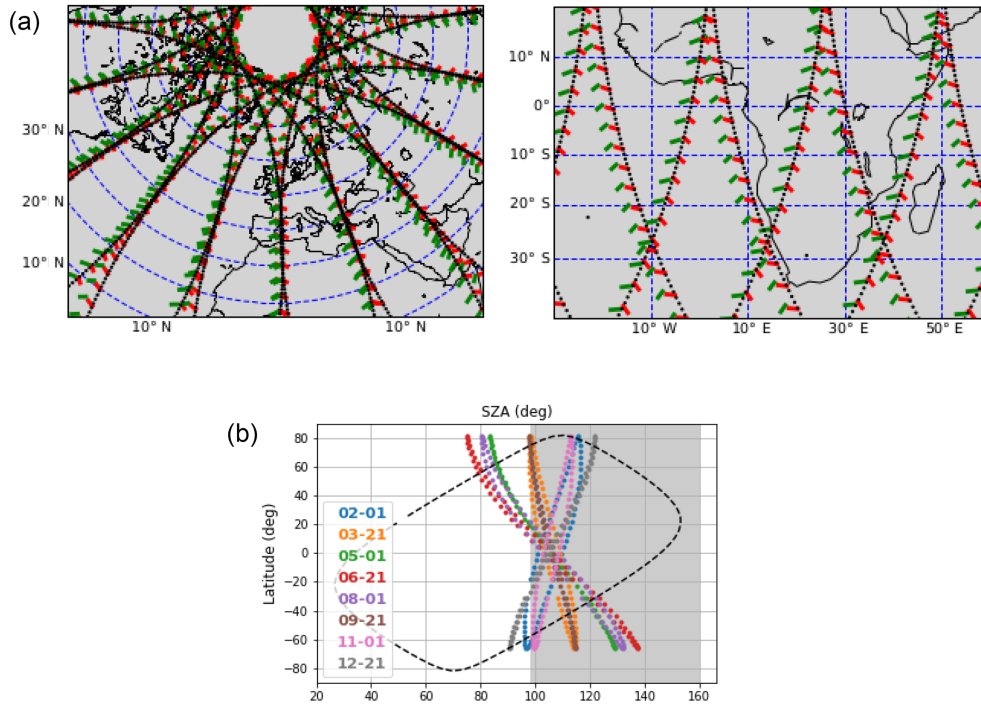 (a)
30° N
20° N
10° N
10° N
10° N
10° N
0°
10° S
20° S
30° S
10° W
10° E
30° E
50° E
(b)
SZA (deg)
Latitude (deg)
80
60
40
20
0
−20
−40
−60
−80
02-01
03-21
05-01
06-21
08-01
09-21
11-01
12-21
20
40
60
80
100
120
140
160